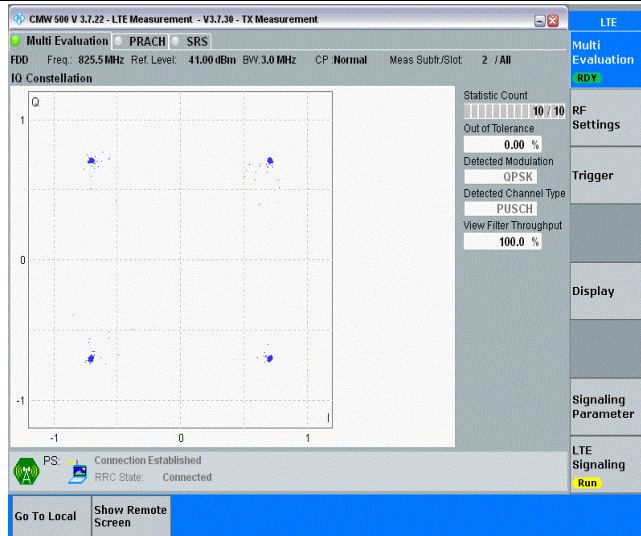 CMW 500 V 3.7.22 - LTE Measurement - V3.7.30 - TX Measurement
LTE
Multi Evaluation PRACH SRS
Multi
Evaluation
RDY
FDD Freq.: 825.5 MHz Ref. Level: 41.00 dBm BW: 3.0 MHz CP :Normal Meas Subfr./Slot: 2 / All
IQ Constellation
Q
1
0
-1
I
-1 0 1
Statistic Count
10 / 10
Out of Tolerance
0.00 %
Detected Modulation
QPSK
Detected Channel Type
PUSCH
View Filter Throughput
100.0 %
RF
Settings
Trigger
Display
Signaling
Parameter
LTE
Signaling
Run
PS: Connection Established
RRC State: Connected
Go To Local
Show Remote
Screen